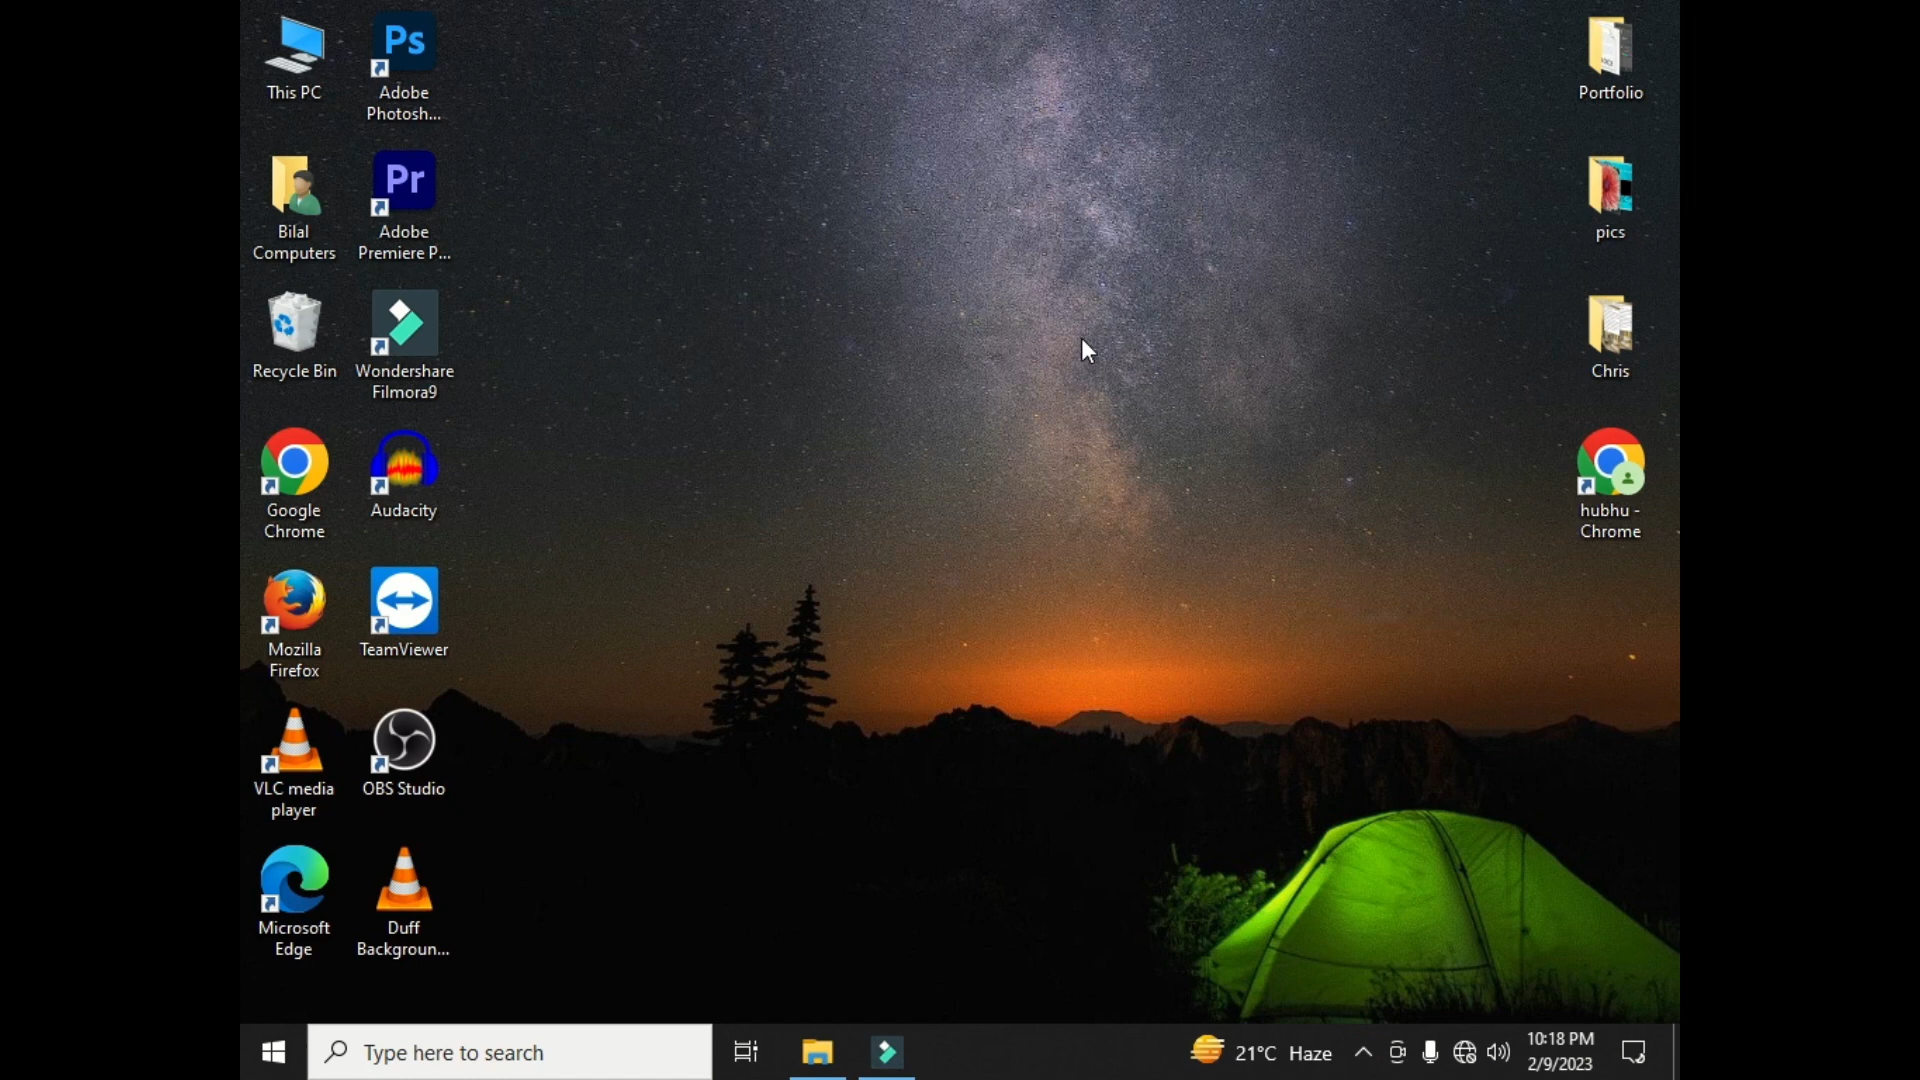 This PC
Ps
Adobe
Photosh...
Bilal
Computers
Pr
Adobe
Premiere P...
Recycle Bin
Wondershare
Filmora9
Google
Chrome
Audacity
Mozilla
Firefox
TeamViewer
VLC media
player
OBS Studio
Microsoft
Edge
Duff
Backgroun...
Portfolio
pics
Chris
hubhu -
Chrome
Type here to search
21°C Haze
10:18 PM
2/9/2023